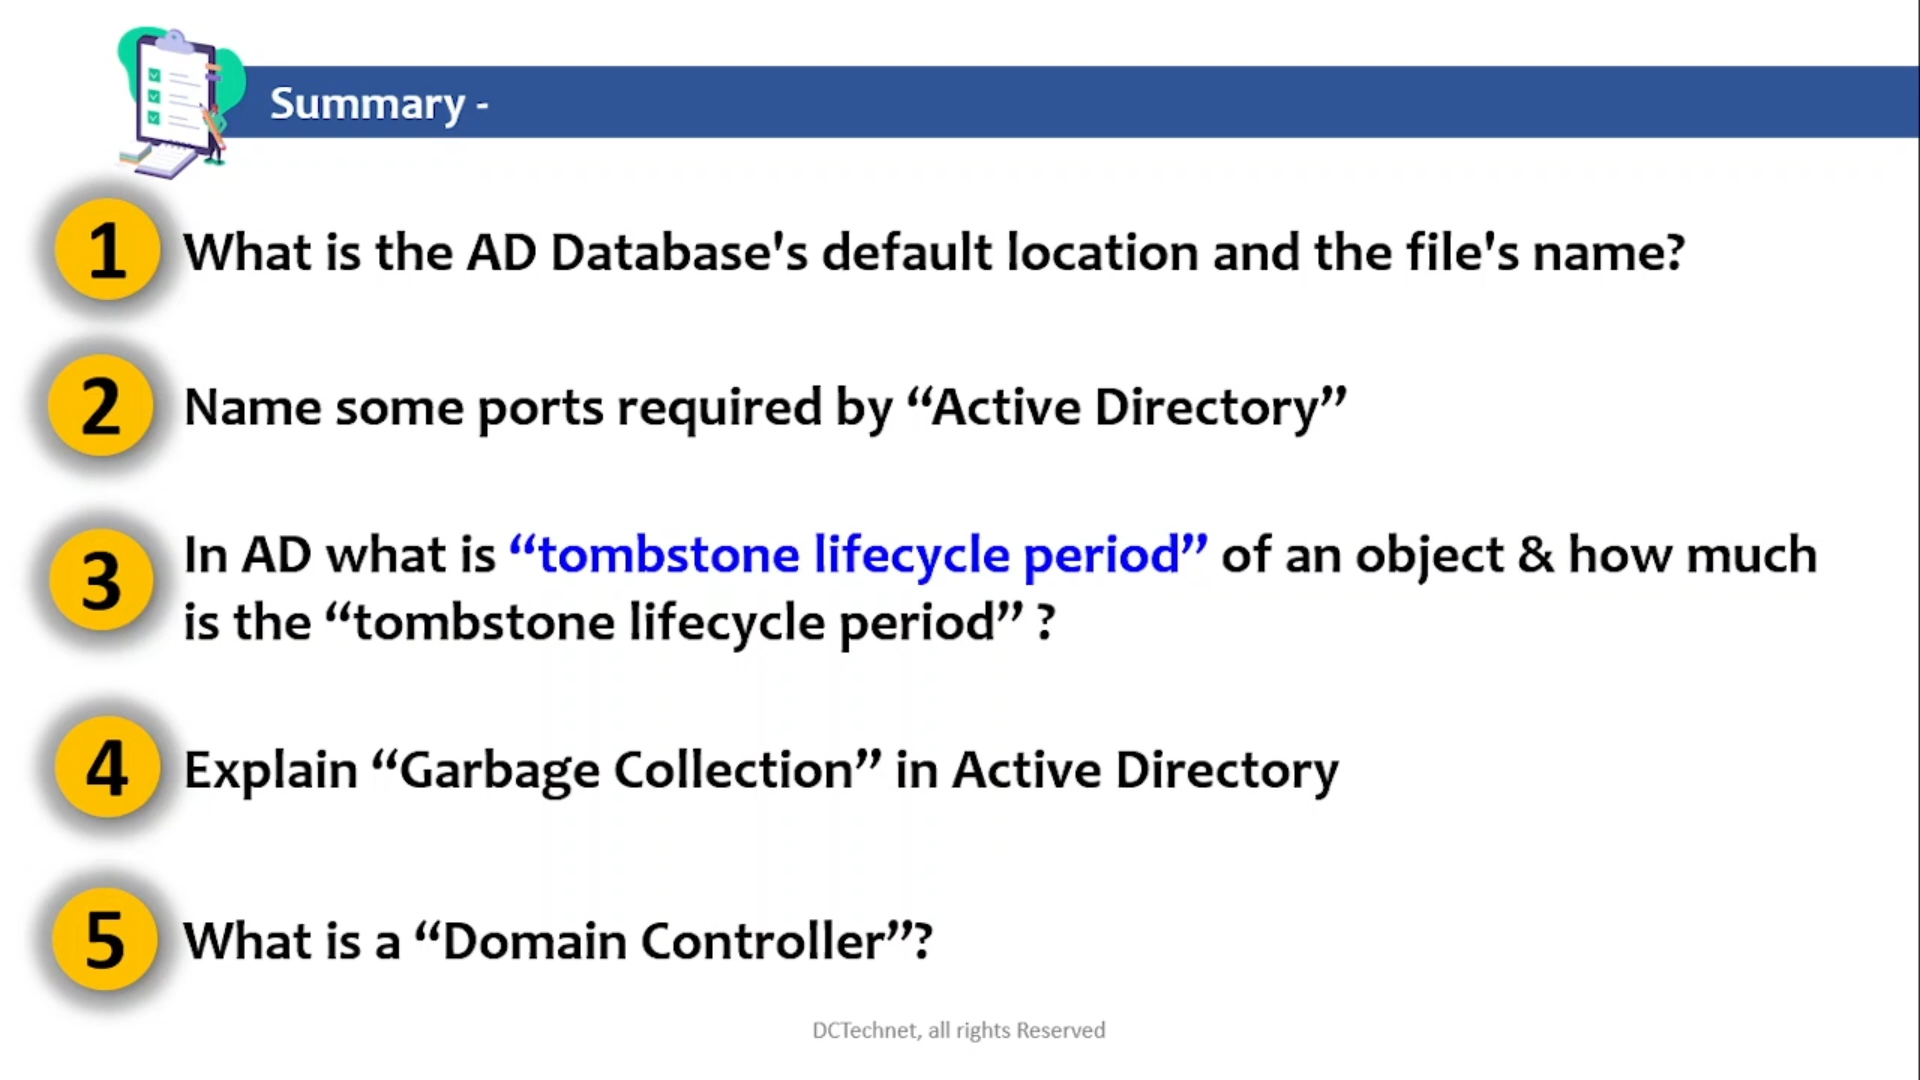 Summary -
1 What is the AD Database's default location and the file's name?
2 Name some ports required by “Active Directory”
3 In AD what is “tombstone lifecycle period” of an object & how much
is the “tombstone lifecycle period” ?
4 Explain “Garbage Collection” in Active Directory
5 What is a “Domain Controller”?
DCTechnet, all rights Reserved